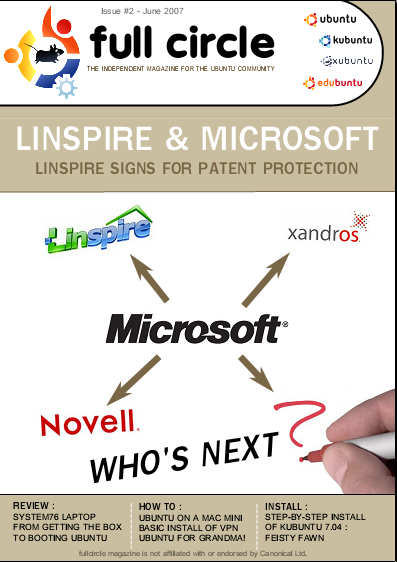 Issue #2 - June 2007
full circle
THE INDEPENDENT MAGAZINE FOR THE UBUNTU COMMUNITY
ubuntu
kubuntu
xubuntu
edubuntu
LINSPIRE & MICROSOFT
LINSPIRE SIGNS FOR PATENT PROTECTION
Linspire
xandros
Microsoft®
Novell.
?
WHO'S NEXT
REVIEW :
SYSTEM76 LAPTOP
FROM GETTING THE BOX
TO BOOTING UBUNTU
HOW TO :
UBUNTU ON A MAC MINI
BASIC INSTALL OF VPN
UBUNTU FOR GRANDMA!
INSTALL :
STEP-BY-STEP INSTALL
OF KUBUNTU 7.04 :
FEISTY FAWN
fullcircle magazine is not affiliated with or endorsed by Canonical Ltd.